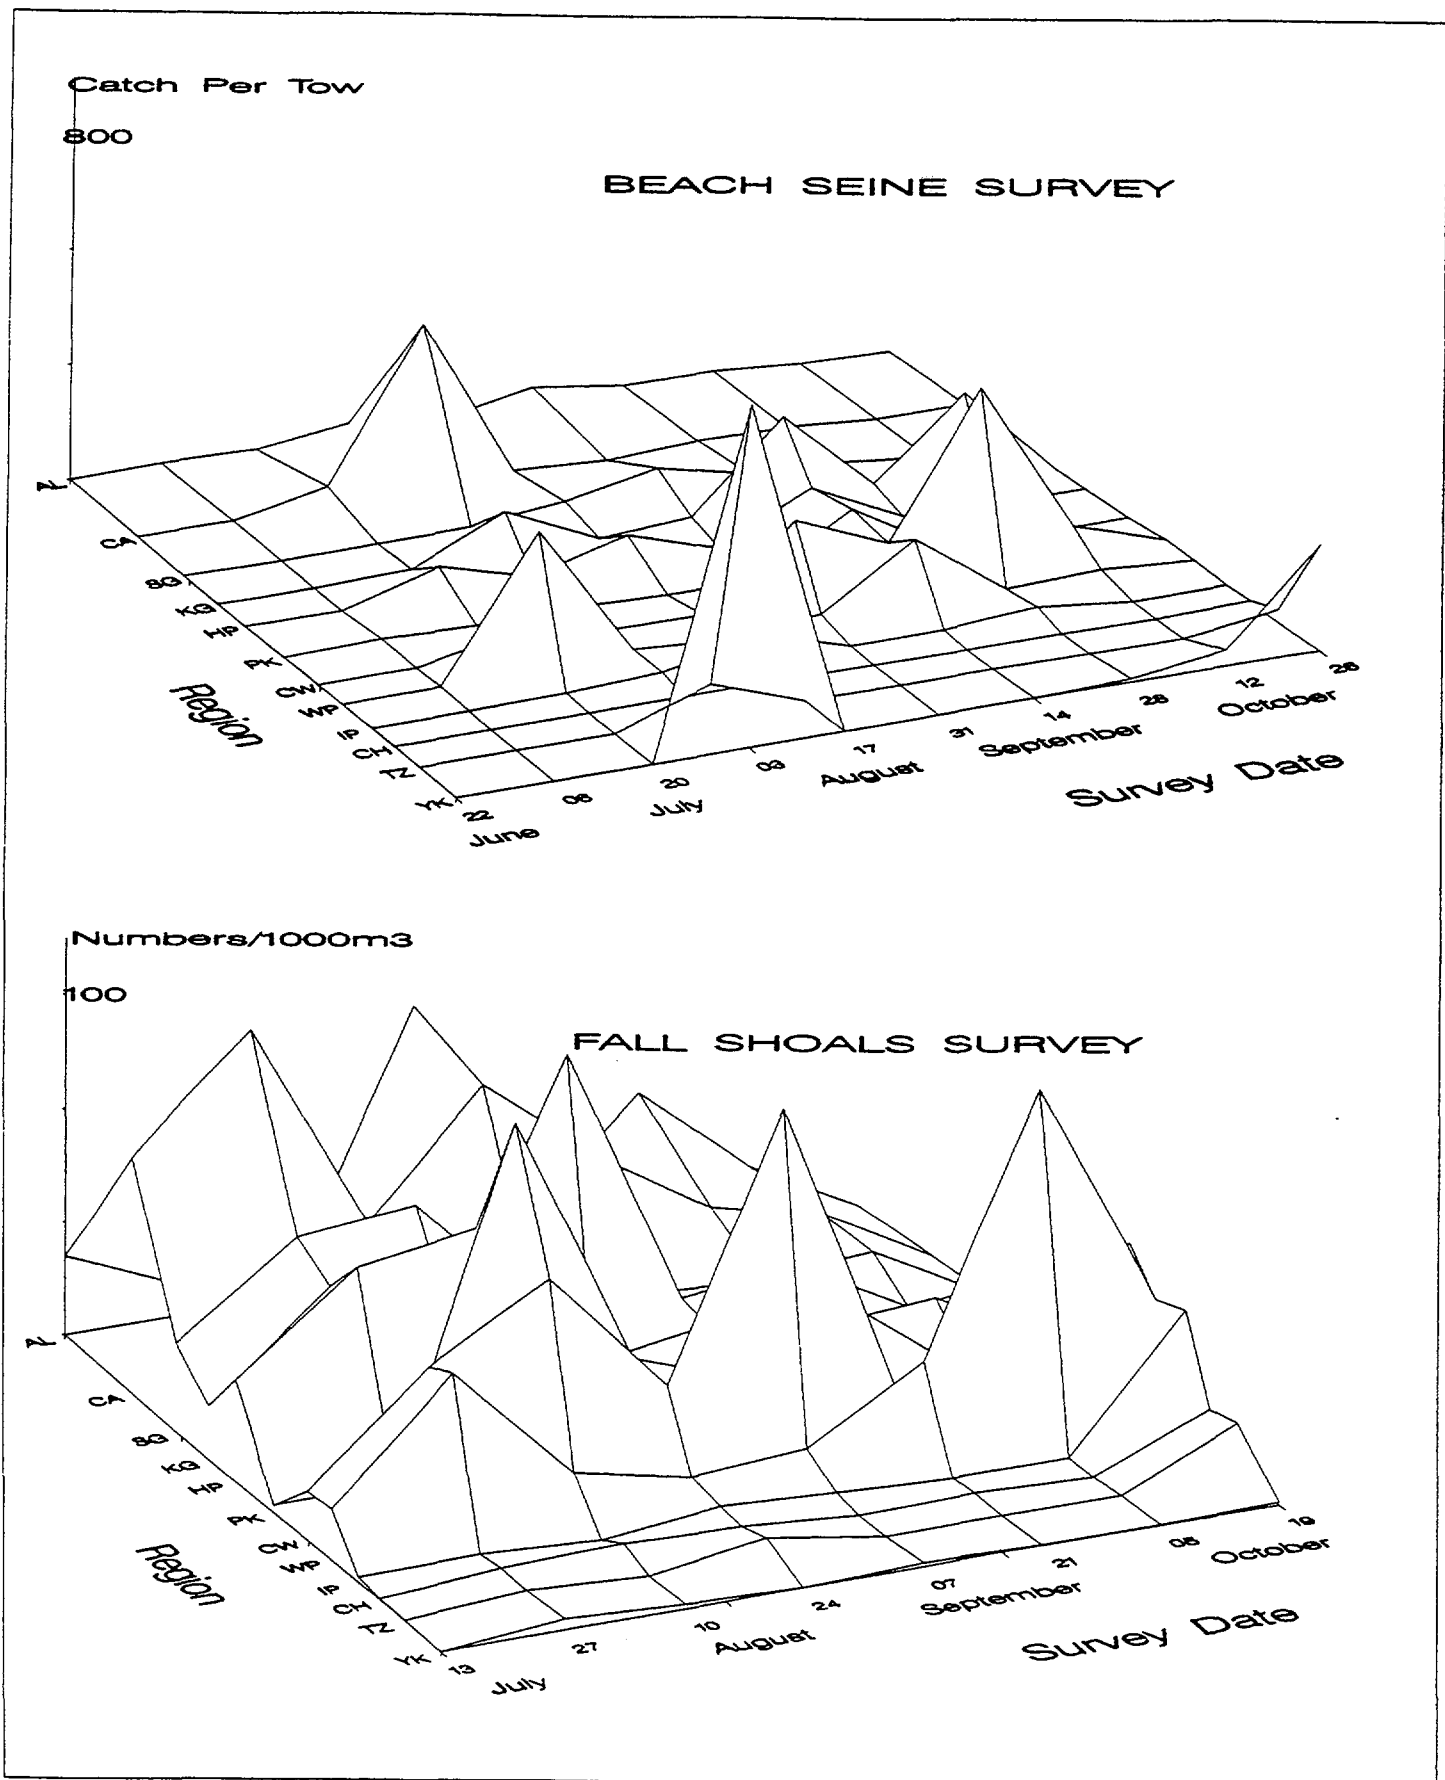 Catch Per Tow
800
BEACH SEINE SURVEY
AL
CA
SG
KG
HP
PK
CW
WP
IP
CH
TZ
YK
Region
22
06
20
03
17
31
14
28
12
26
June
July
August
September
October
Survey Date
Numbers/1000m3
100
FALL SHOALS SURVEY
AL
CA
SG
KG
HP
PK
CW
WP
IP
CH
TZ
YK
Region
13
27
10
24
07
21
05
19
July
August
September
October
Survey Date